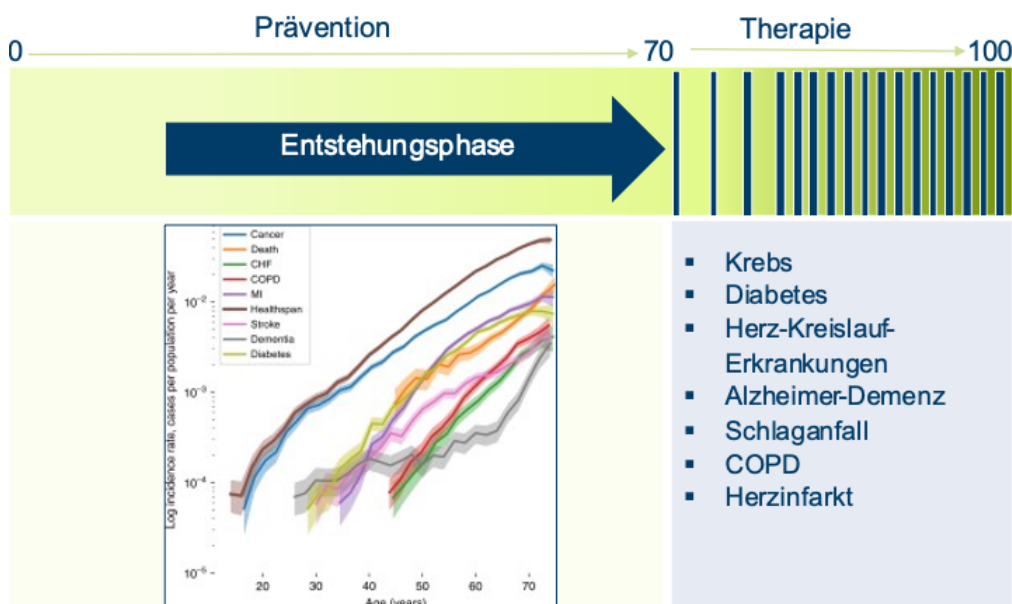 Prävention
Therapie
0
70
100
Entstehungsphase
Cancer
Death
CHF
COPD
MI
Healthspan
Stroke
Dementia
Diabetes
Log incidence rate, cases per population per year
10⁻²
10⁻³
10⁻⁴
10⁻⁵
20
30
40
50
60
70
Age (years)
▪ Krebs
▪ Diabetes
▪ Herz-Kreislauf-
Erkrankungen
▪ Alzheimer-Demenz
▪ Schlaganfall
▪ COPD
▪ Herzinfarkt